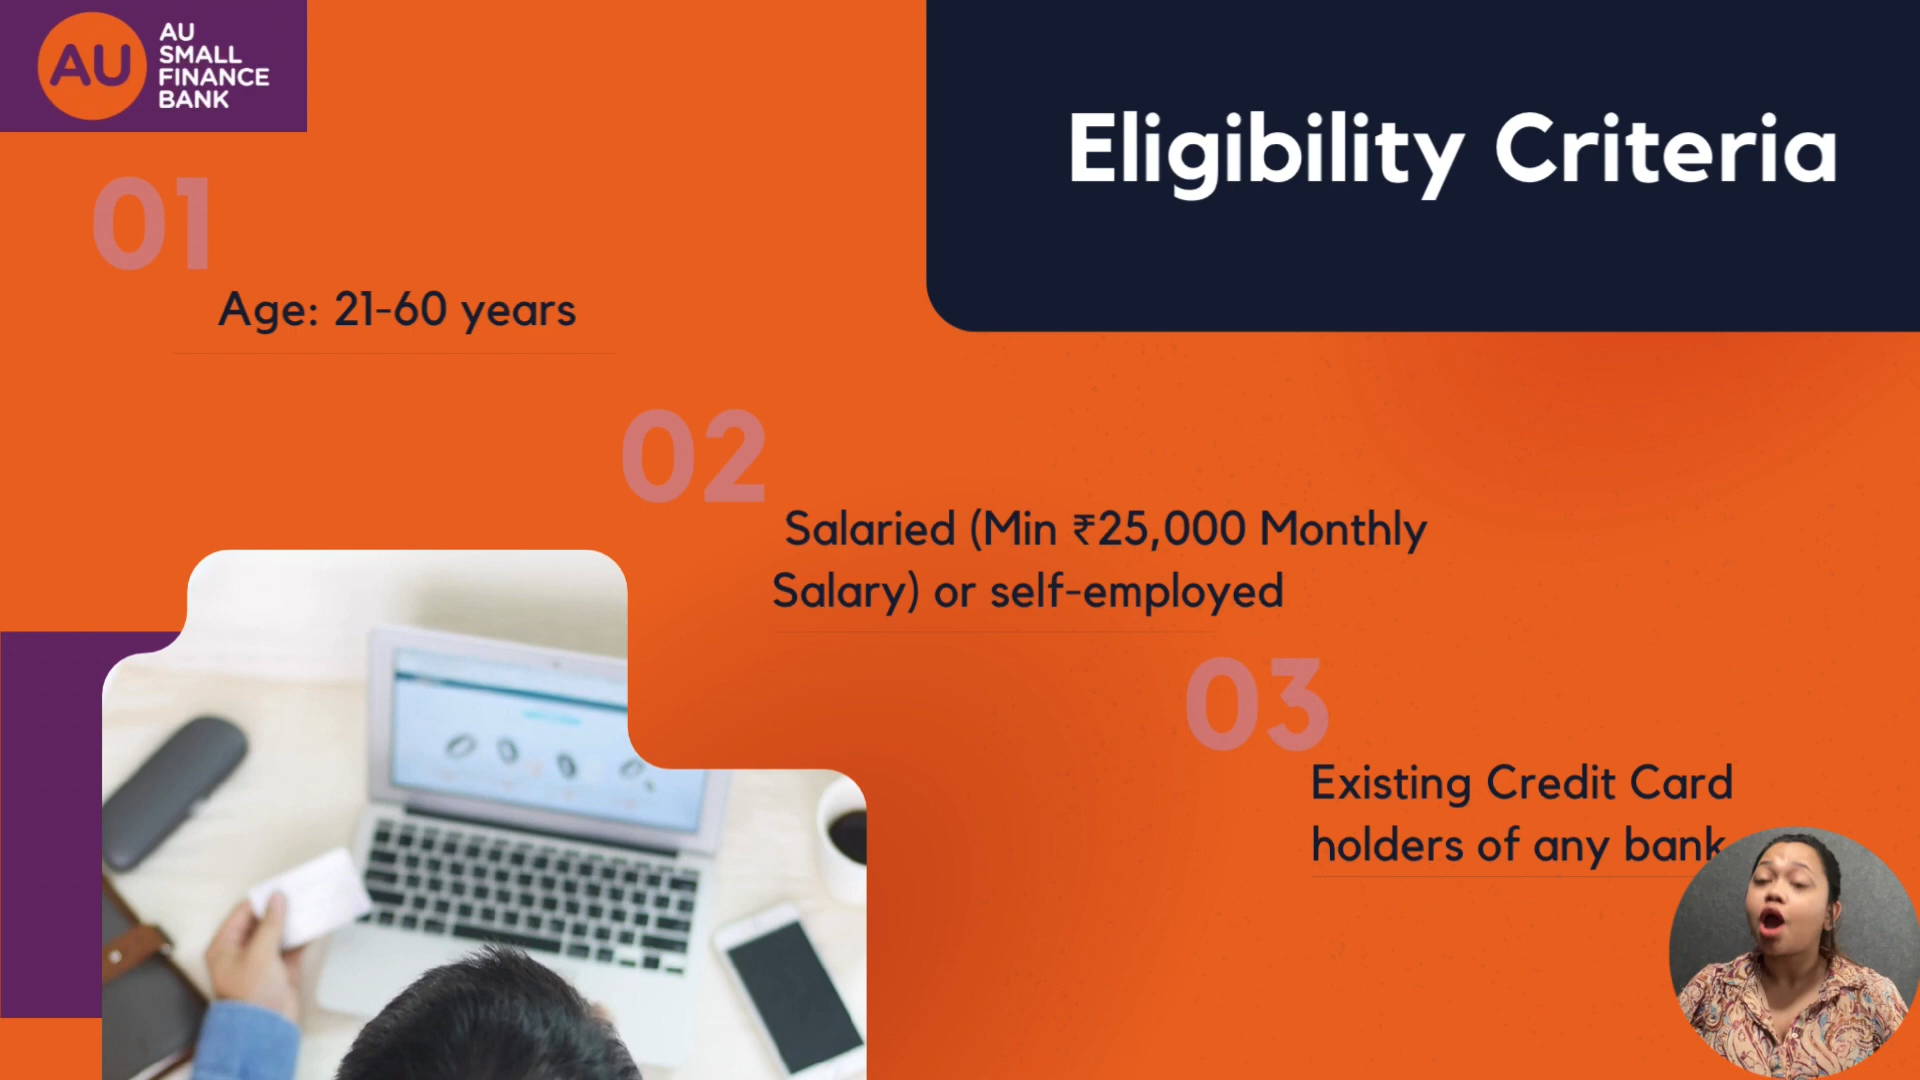 AU
AU
SMALL
FINANCE
BANK
Eligibility Criteria
01
Age: 21-60 years
02
Salaried (Min ₹25,000 Monthly
Salary) or self-employed
03
Existing Credit Card
holders of any bank